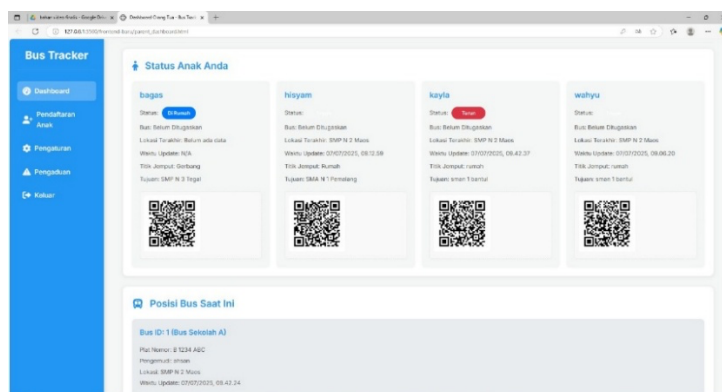 Dashboard Orang Tua - Bus Trac
Bus Tracker
Dashboard
Pendaftaran
Anak
Pengaturan
Pengaduan
Keluar
Status Anak Anda
bagas
Status: Di Rumah
Bus: Belum Ditugaskan
Lokasi Terakhir: Belum ada data
Waktu Update: N/A
Titik Jemput: Gerbang
Tujuan: SMP N 3 Tegal
hisyam
Status:
Bus: Belum Ditugaskan
Lokasi Terakhir: SMP N 2 Maos
Waktu Update: 07/07/2025,
Titik Jemput: Rumah
Tujuan: SMA N 1 Pemalang
kayla
Status: Turun
Bus: Belum Ditugaskan
Lokasi Terakhir: SMP N 2 Maos
Waktu Update: 07/07/2025, 09.42.37
Titik Jemput: rumah
Tujuan: sman 1 bantul
wahyu
Status:
Bus: Belum Ditugaskan
Lokasi Terakhir: SMP N 2 Maos
Waktu Update: 07/07/2025, 09.06.20
Titik Jemput: rumah
Tujuan: sman 1 bantul
Posisi Bus Saat Ini
Bus ID: 1 (Bus Sekolah A)
Plat Nomor: B 1234 ABC
Pengemudi:
Lokasi: SMP N 2 Maos
Waktu Update: 07/07/2025, 09.42.24